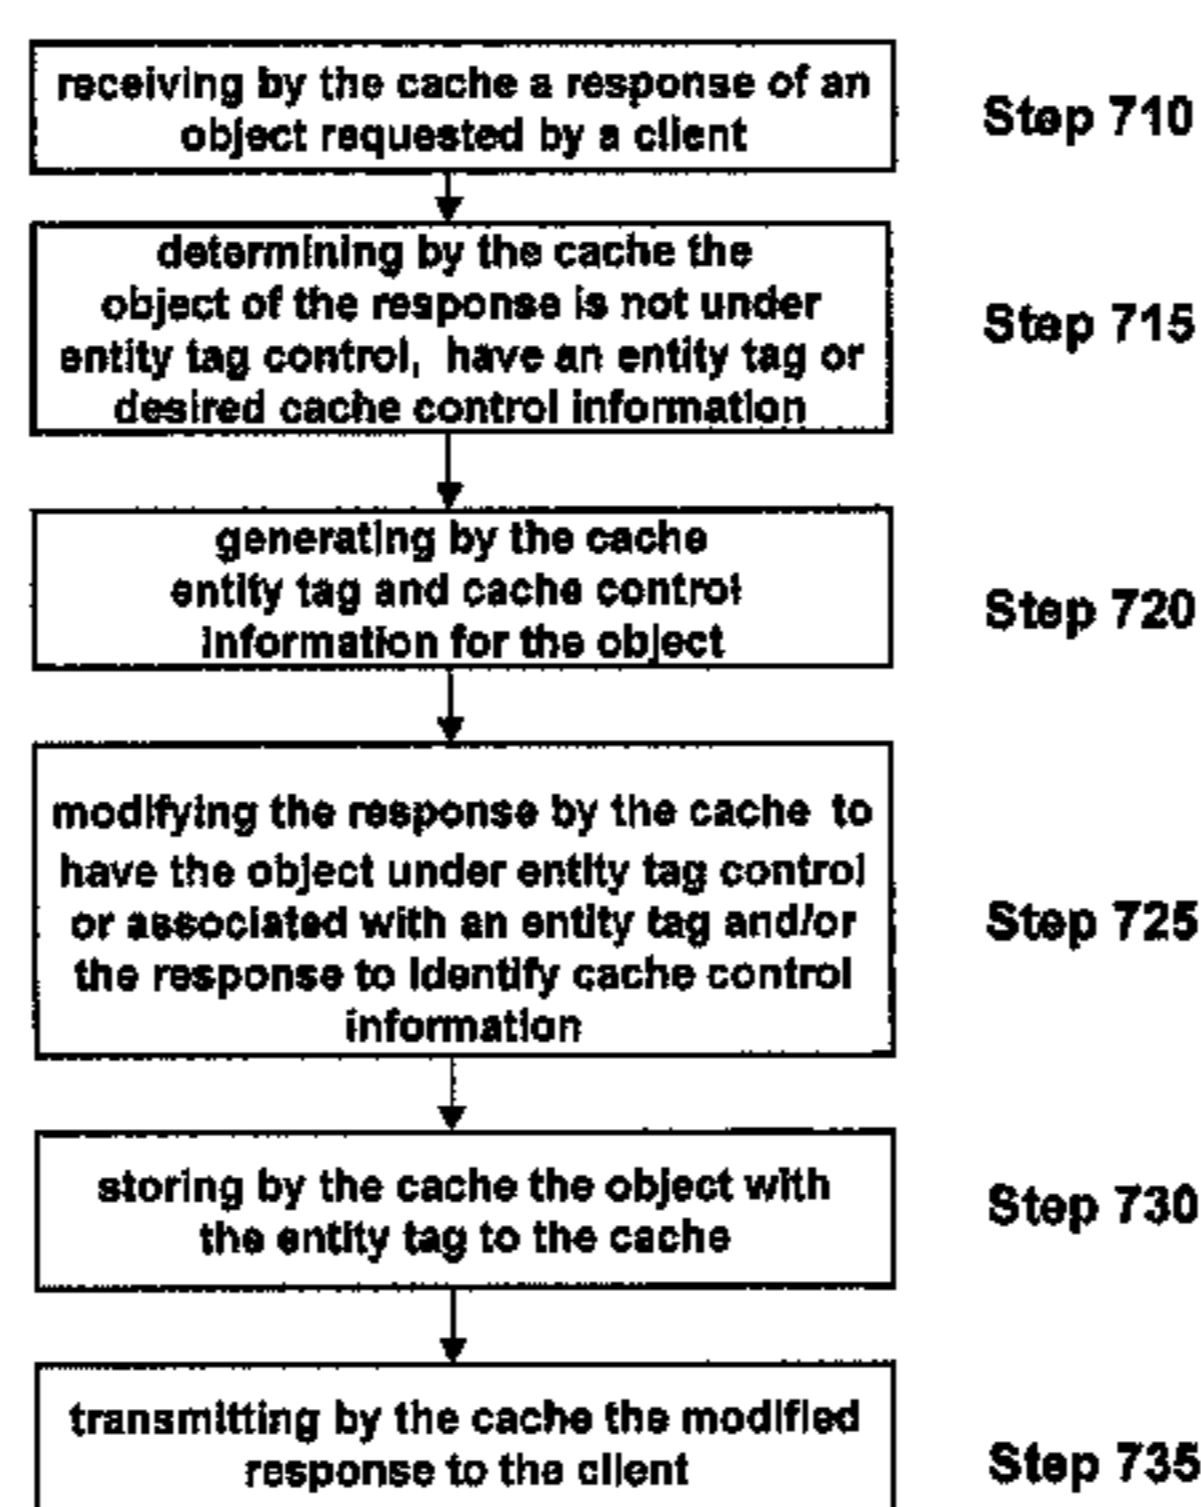 receiving by the cache a response of an
object requested by a client
Step 710
determining by the cache the
object of the response is not under
entity tag control, have an entity tag or
desired cache control information
Step 715
generating by the cache
entity tag and cache control
information for the object
Step 720
modifying the response by the cache to
have the object under entity tag control
or associated with an entity tag and/or
the response to identify cache control
information
Step 725
storing by the cache the object with
the entity tag to the cache
Step 730
transmitting by the cache the modified
response to the client
Step 735